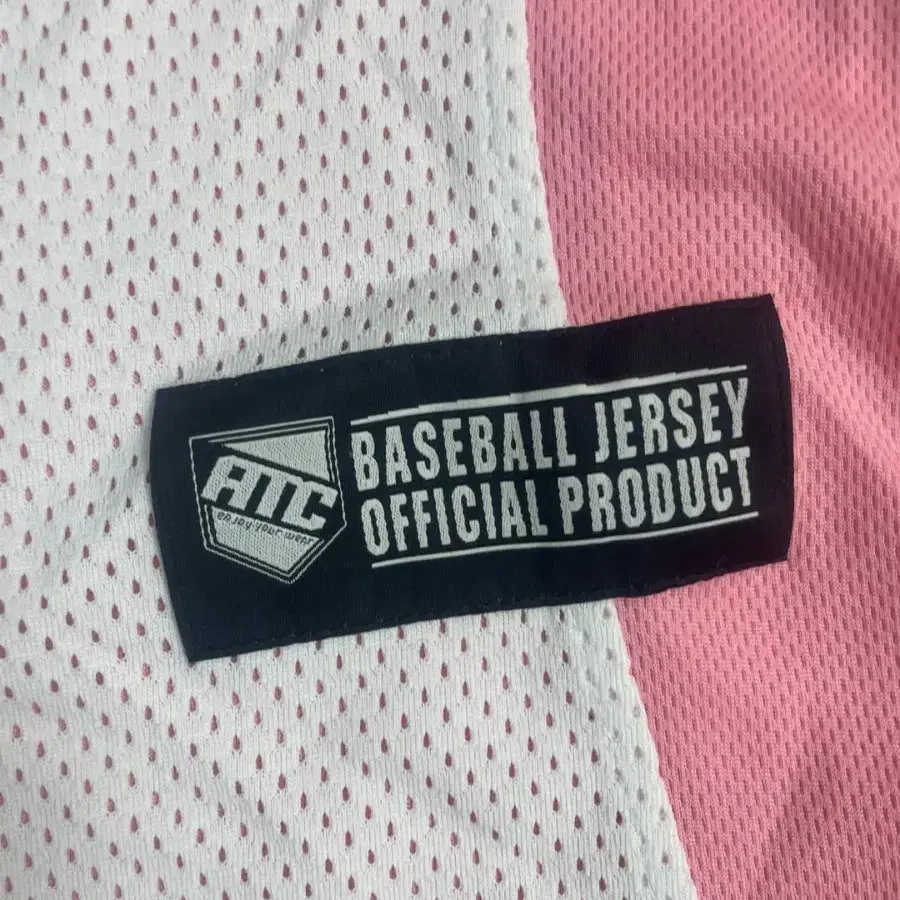 ATC
enjoy your wear
BASEBALL JERSEY
OFFICIAL PRODUCT